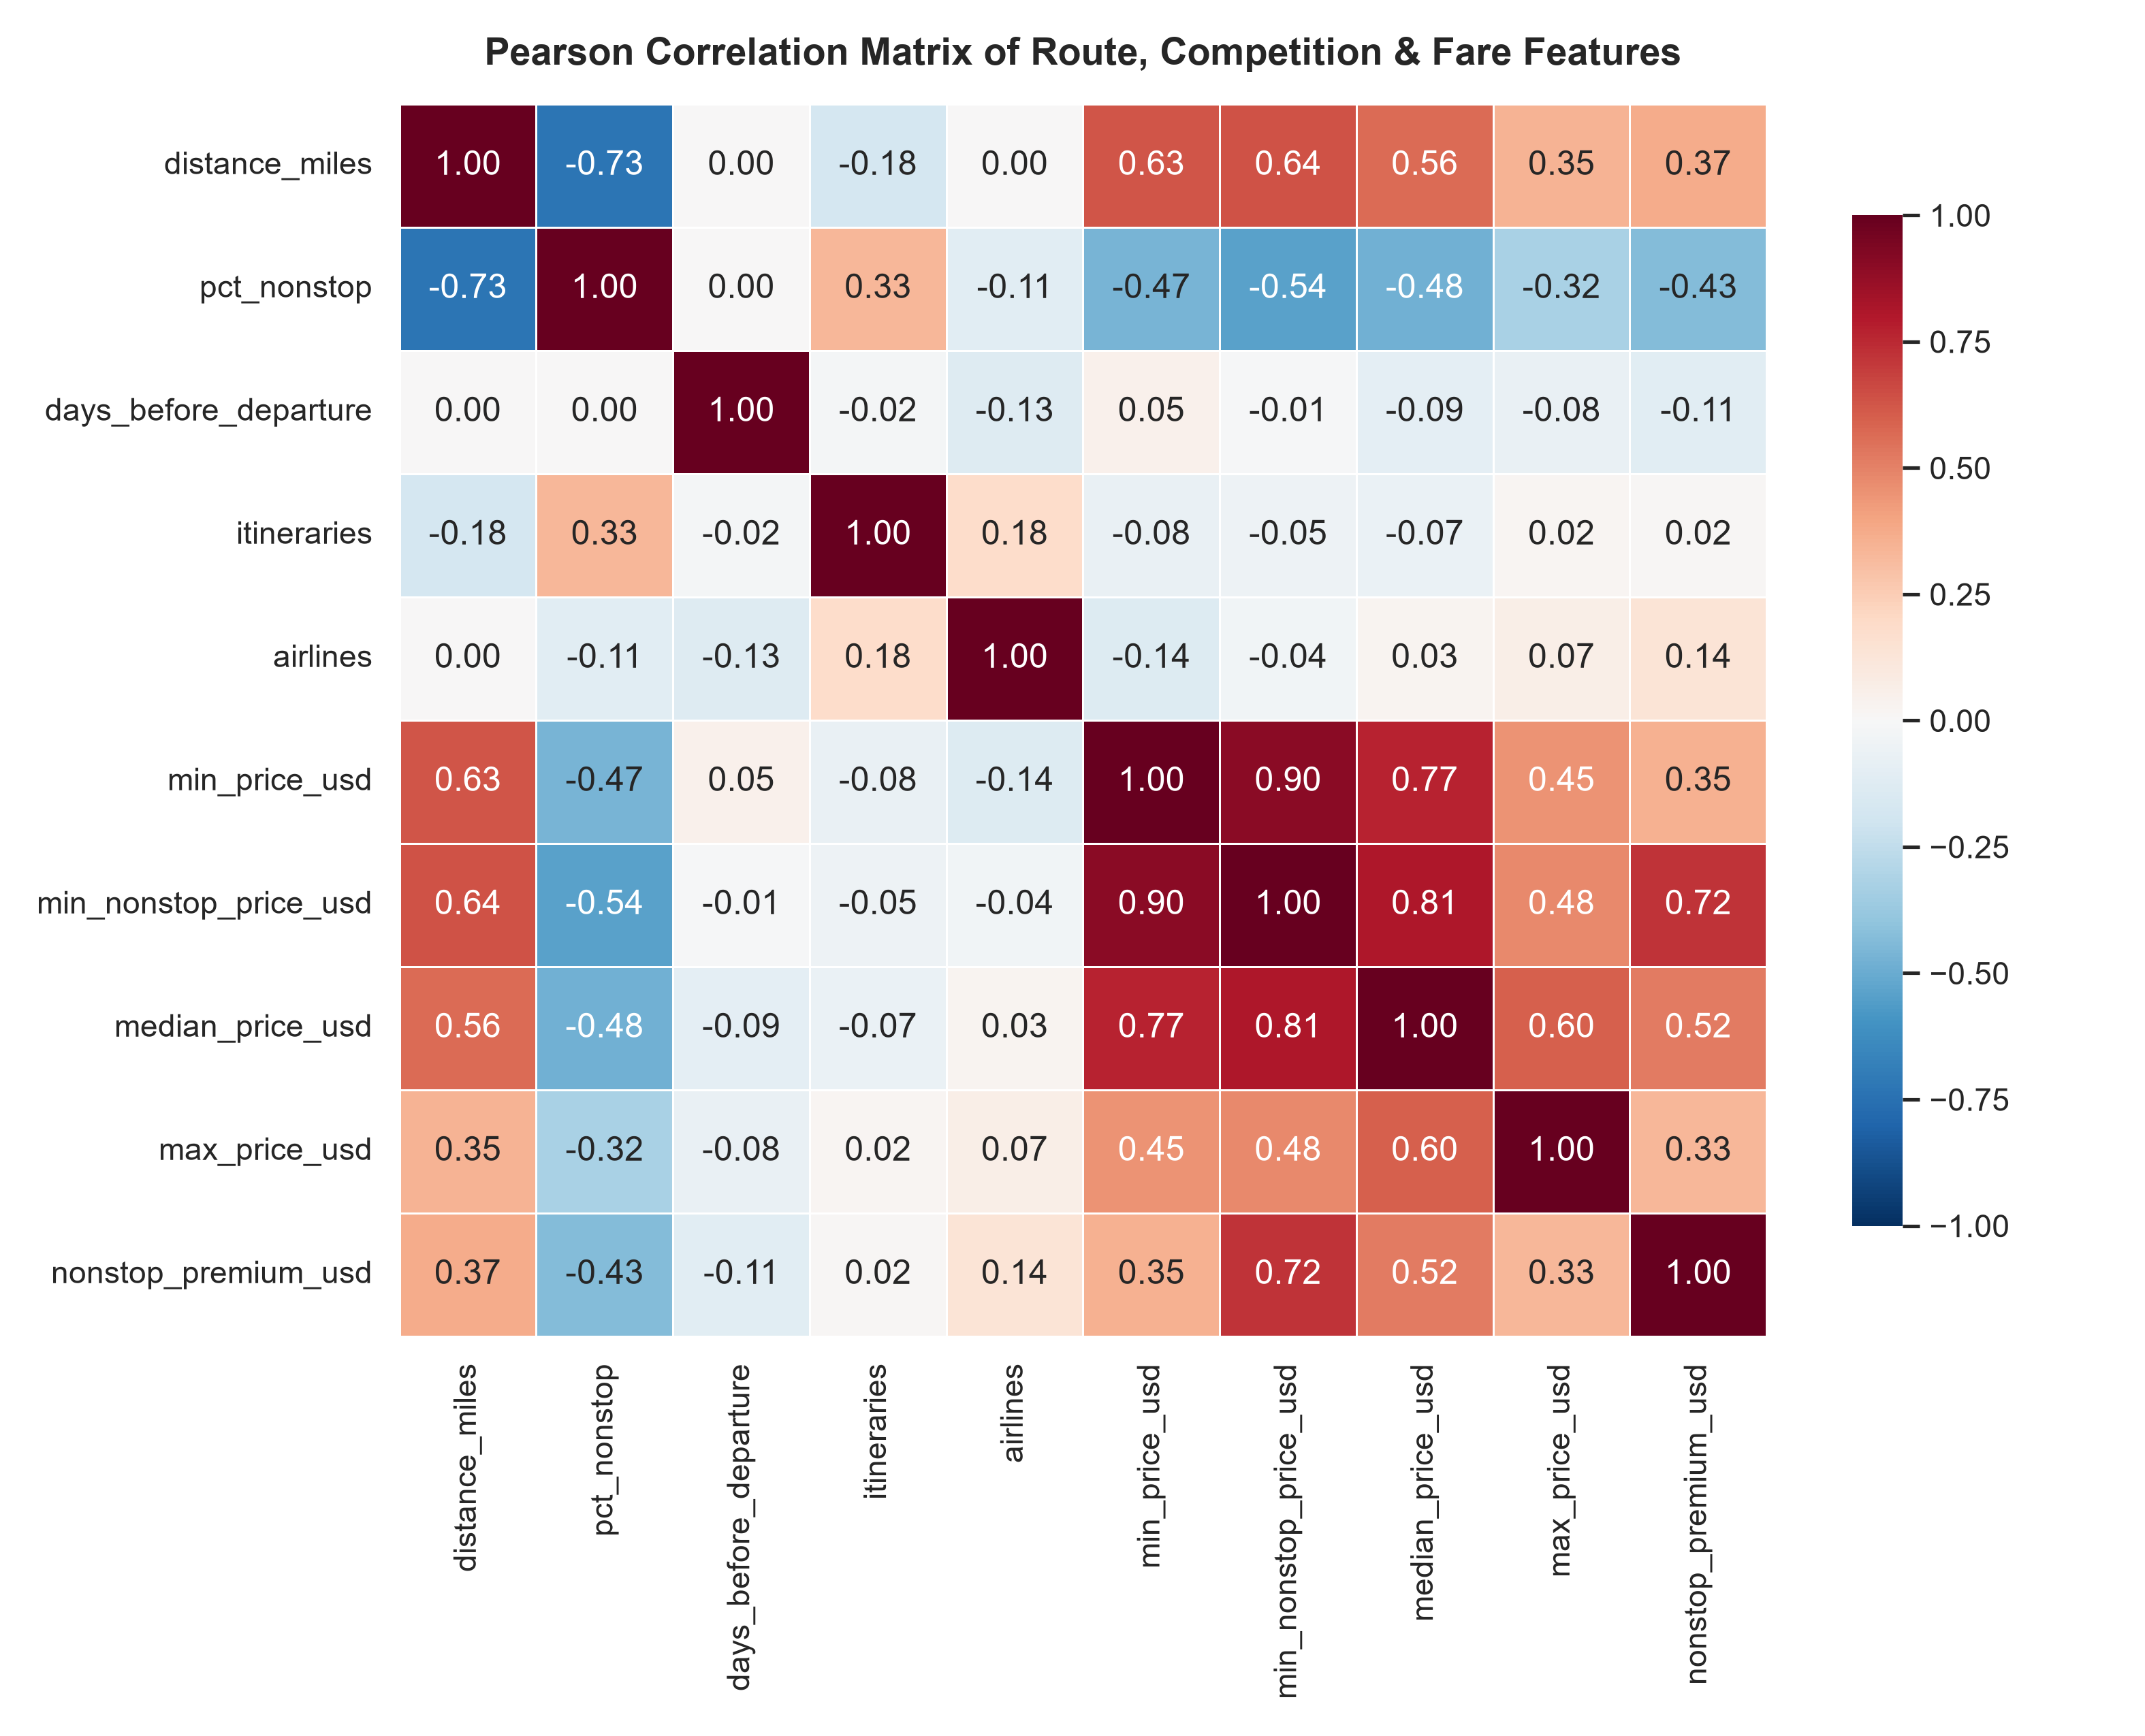 Pearson Correlation Matrix of Route, Competition & Fare Features
distance_miles 1.00 -0.73 0.00 -0.18 0.00 0.63 0.64 0.56 0.35 0.37
pct_nonstop -0.73 1.00 0.00 0.33 -0.11 -0.47 -0.54 -0.48 -0.32 -0.43
days_before_departure 0.00 0.00 1.00 -0.02 -0.13 0.05 -0.01 -0.09 -0.08 -0.11
itineraries -0.18 0.33 -0.02 1.00 0.18 -0.08 -0.05 -0.07 0.02 0.02
airlines 0.00 -0.11 -0.13 0.18 1.00 -0.14 -0.04 0.03 0.07 0.14
min_price_usd 0.63 -0.47 0.05 -0.08 -0.14 1.00 0.90 0.77 0.45 0.35
min_nonstop_price_usd 0.64 -0.54 -0.01 -0.05 -0.04 0.90 1.00 0.81 0.48 0.72
median_price_usd 0.56 -0.48 -0.09 -0.07 0.03 0.77 0.81 1.00 0.60 0.52
max_price_usd 0.35 -0.32 -0.08 0.02 0.07 0.45 0.48 0.60 1.00 0.33
nonstop_premium_usd 0.37 -0.43 -0.11 0.02 0.14 0.35 0.72 0.52 0.33 1.00
distance_miles
pct_nonstop
days_before_departure
itineraries
airlines
min_price_usd
min_nonstop_price_usd
median_price_usd
max_price_usd
nonstop_premium_usd
1.00
0.75
0.50
0.25
0.00
−0.25
−0.50
−0.75
−1.00